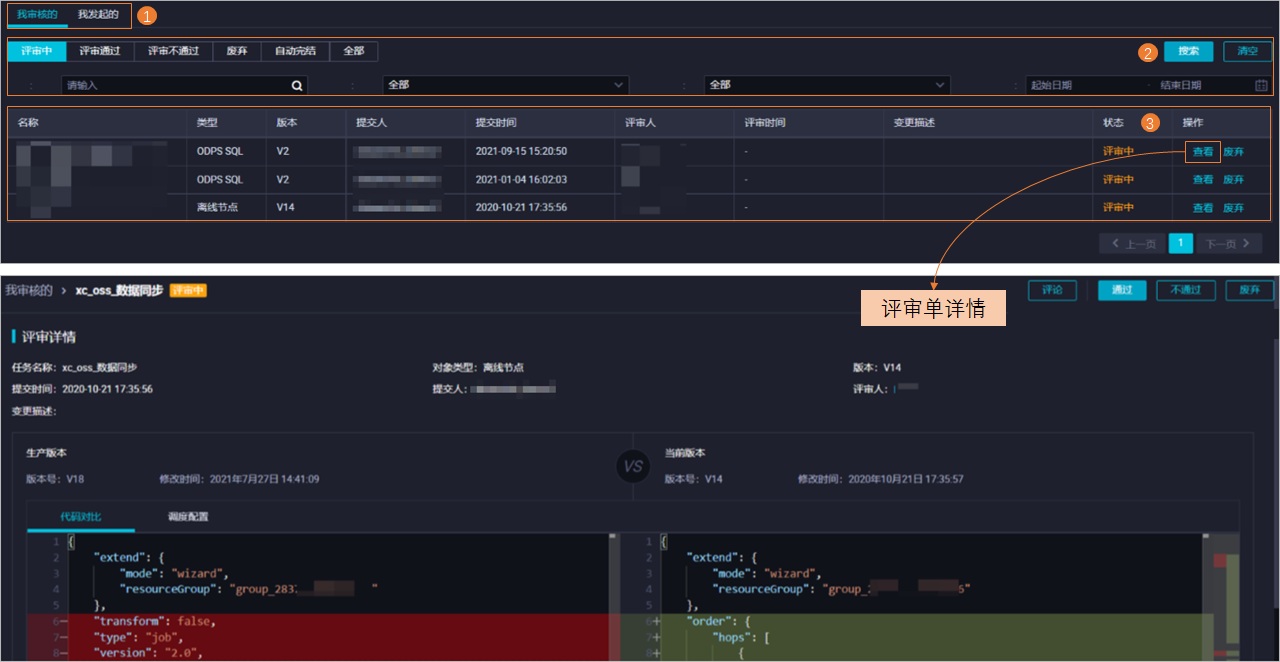 我审核的 我发起的 1
评审中 评审通过 评审不通过 废弃 自动完结 全部 2 搜索 清空
: 请输入 : 全部 : 全部 : 起始日期 - 结束日期
名称 类型 版本 提交人 提交时间 评审人 评审时间 变更描述 状态 3 操作
ODPS SQL V2 2021-09-15 15:20:50 - 评审中 查看 废弃
ODPS SQL V2 2021-01-04 16:02:03 - 评审中 查看 废弃
离线节点 V14 2020-10-21 17:35:56 - 评审中 查看 废弃
上一页 1 下一页
我审核的 > xc_oss_数据同步 评审中 评论 通过 不通过 废弃
评审单详情
评审详情
任务名称: xc_oss_数据同步 对象类型: 离线节点 版本: V14
提交时间: 2020-10-21 17:35:56 提交人: 评审人:
变更描述:
生产版本 VS 当前版本
版本号: V18 修改时间: 2021年7月27日 14:41:09 版本号: V14 修改时间: 2020年10月21日 17:35:57
代码对比 调度配置
1 { 1 {
2 "extend": { 2 "extend": {
3 "mode": "wizard", 3 "mode": "wizard",
4 "resourceGroup": "group_283 " 4 "resourceGroup": "group_ 6"
5 }, 5 },
6— "transform": false, 6+ "order": {
7— "type": "job", 7+ "hops": [
8— "version": "2.0", 8+ {